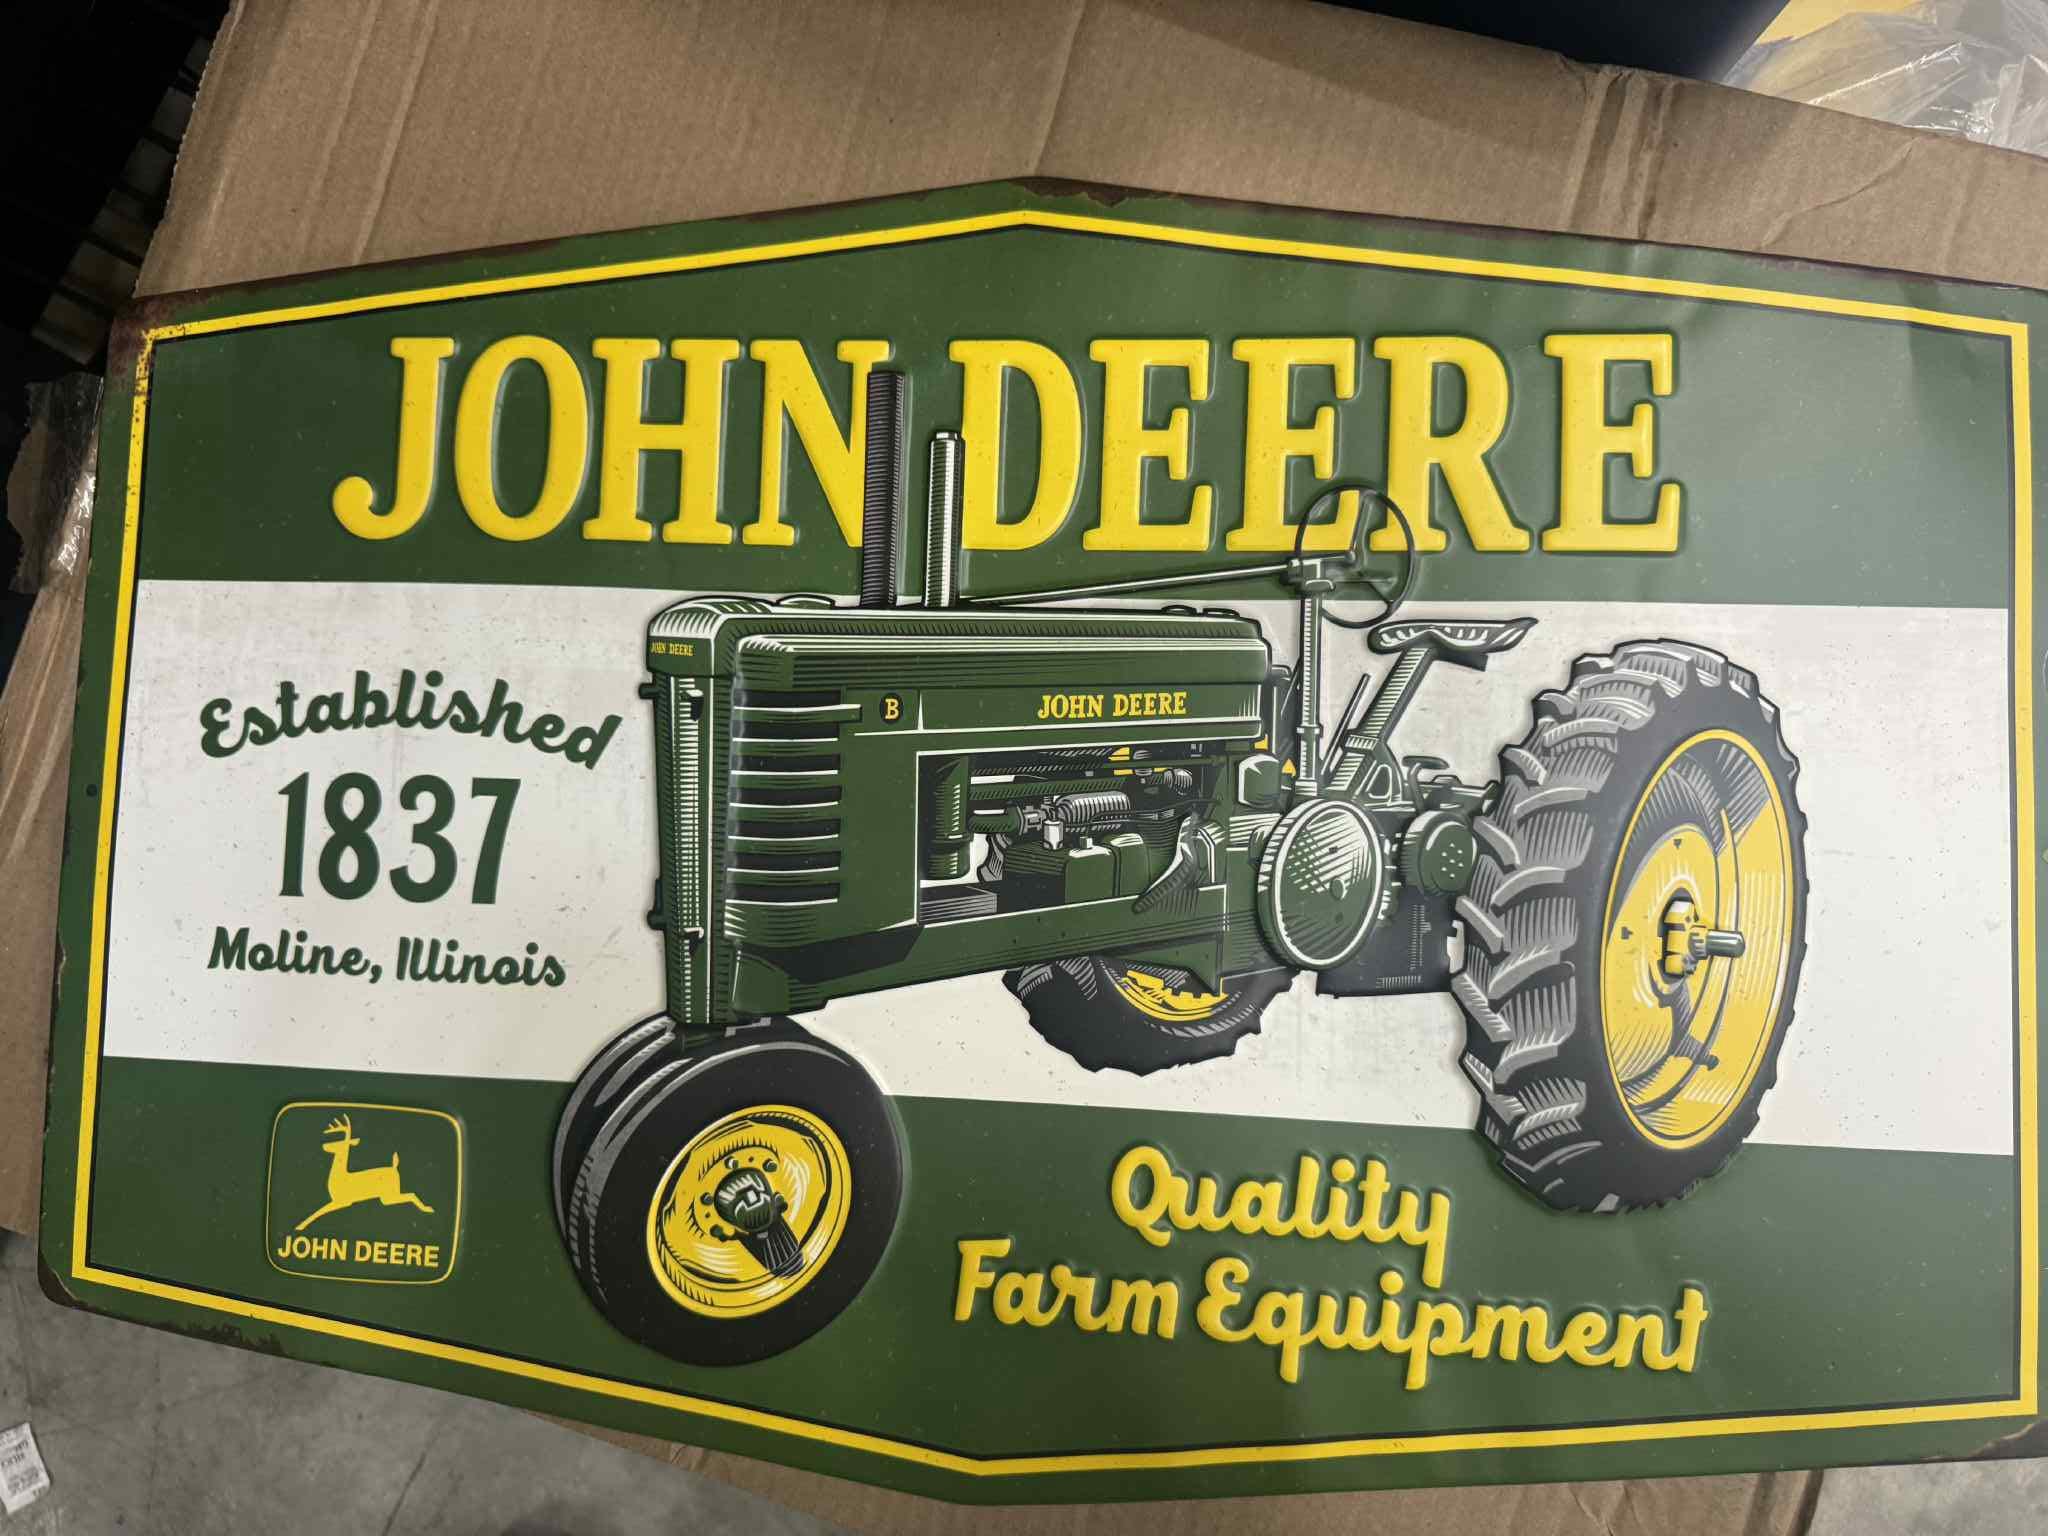 JOHN DEERE
JOHN DEERE
B
JOHN DEERE
Established
1837
Moline, Illinois
JOHN DEERE
Quality
Farm Equipment